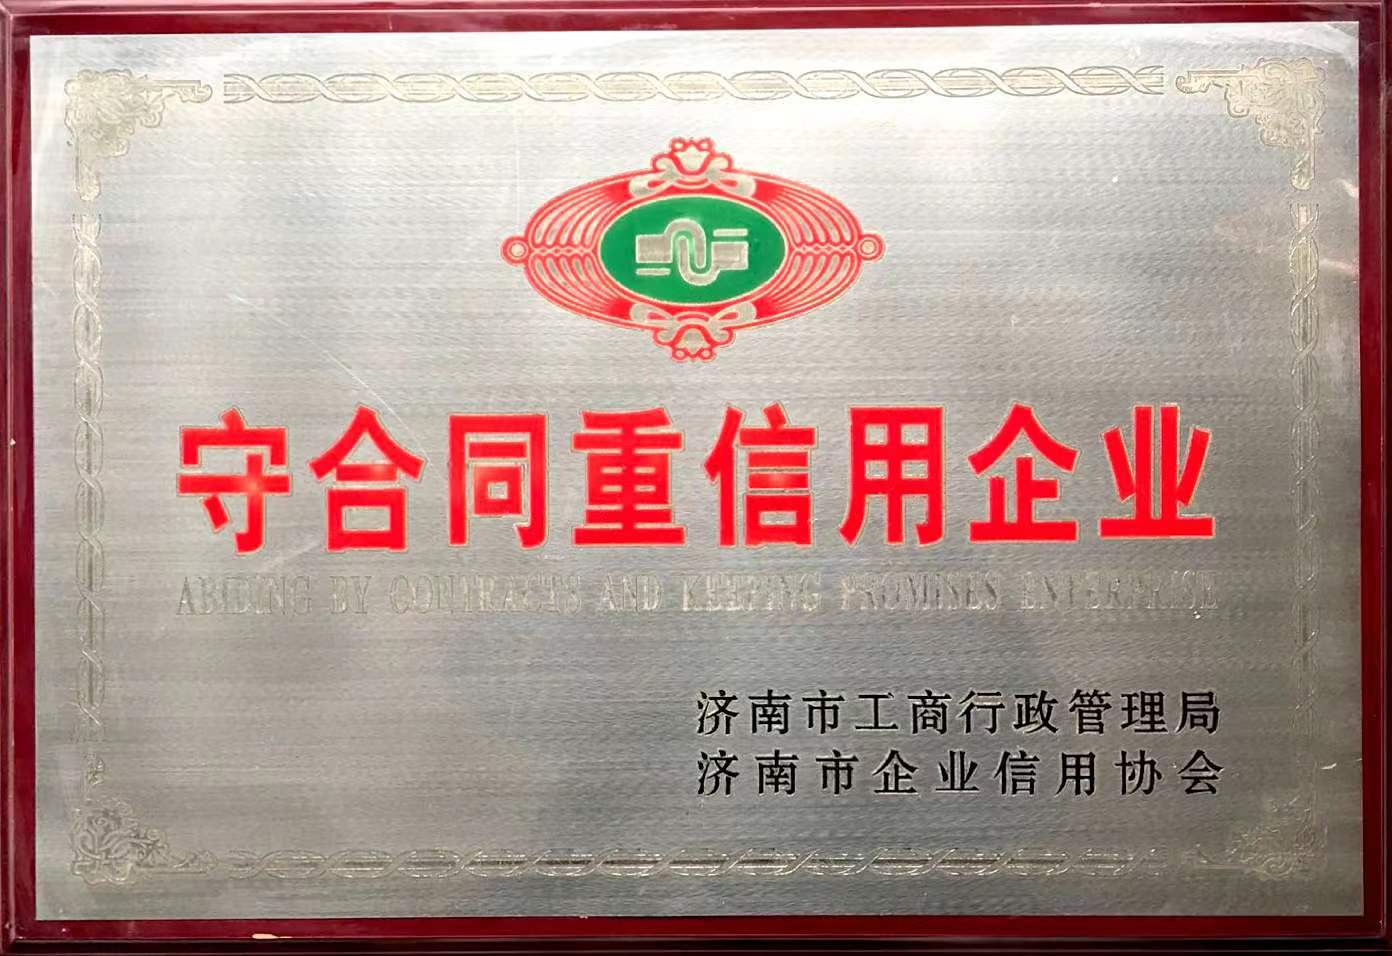 守合同重信用企业
ABIDING BY CONTRACTS AND KEEPING PROMISES ENTERPRISE
济南市工商行政管理局
济南市企业信用协会